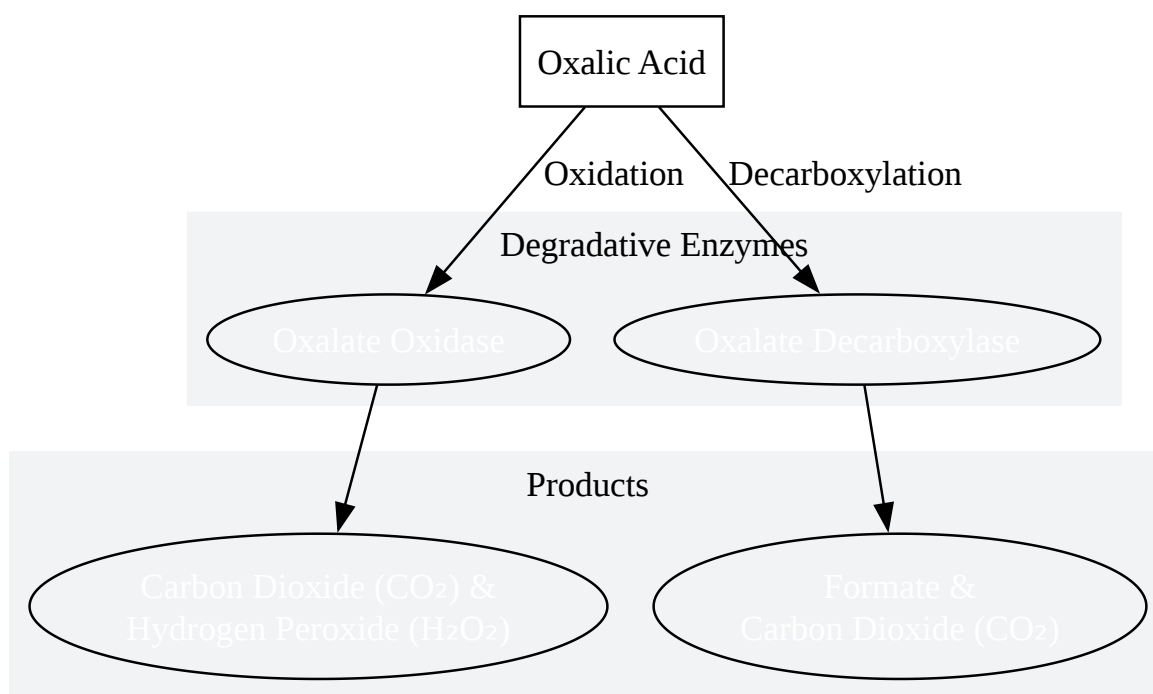 Oxalic Acid
Oxidation
Decarboxylation
Degradative Enzymes
Oxalate Oxidase
Oxalate Decarboxylase
Products
Carbon Dioxide (CO₂) &
Hydrogen Peroxide (H₂O₂)
Formate &
Carbon Dioxide (CO₂)